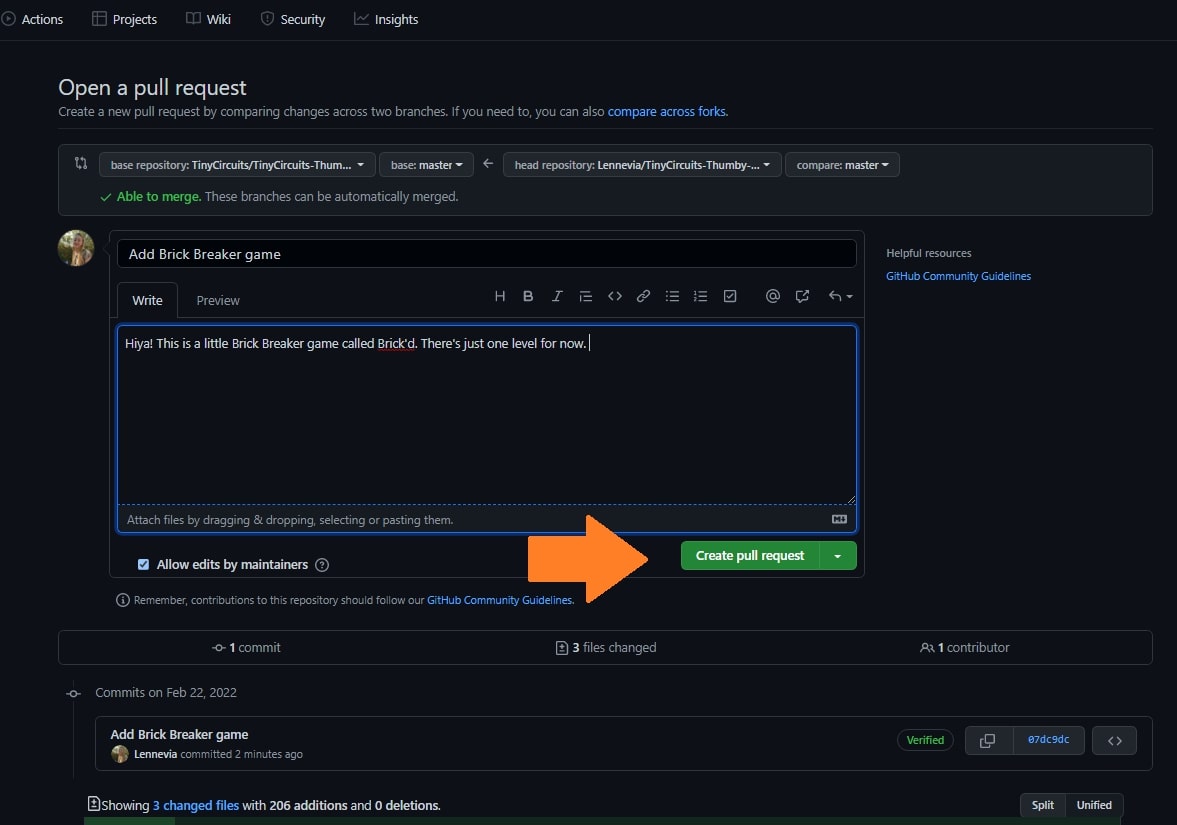 Actions Projects Wiki Security Insights
Open a pull request
Create a new pull request by comparing changes across two branches. If you need to, you can also compare across forks.
base repository: TinyCircuits/TinyCircuits-Thum... base: master head repository: Lennevia/TinyCircuits-Thumby-... compare: master
Able to merge. These branches can be automatically merged.
Add Brick Breaker game
Helpful resources
GitHub Community Guidelines
Write Preview
Hiya! This is a little Brick Breaker game called Brick'd. There's just one level for now.
Attach files by dragging & dropping, selecting or pasting them.
Allow edits by maintainers
Create pull request
Remember, contributions to this repository should follow our GitHub Community Guidelines.
1 commit 3 files changed 1 contributor
Commits on Feb 22, 2022
Add Brick Breaker game
Lennevia committed 2 minutes ago
Verified 07dc9dc
Showing 3 changed files with 206 additions and 0 deletions.
Split Unified